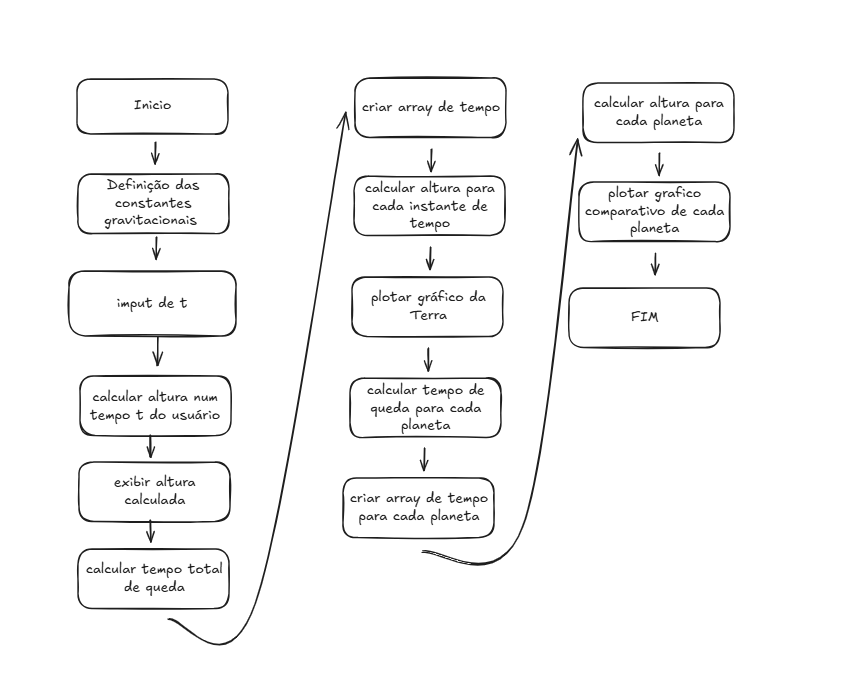 Inicio
Definição das
constantes
gravitacionais
imput de t
calcular altura num
tempo t do usuário
exibir altura
calculada
calcular tempo total
de queda
criar array de tempo
calcular altura para
cada instante de
tempo
plotar gráfico da
Terra
calcular tempo de
queda para cada
planeta
criar array de tempo
para cada planeta
calcular altura para
cada planeta
plotar grafico
comparativo de cada
planeta
FIM